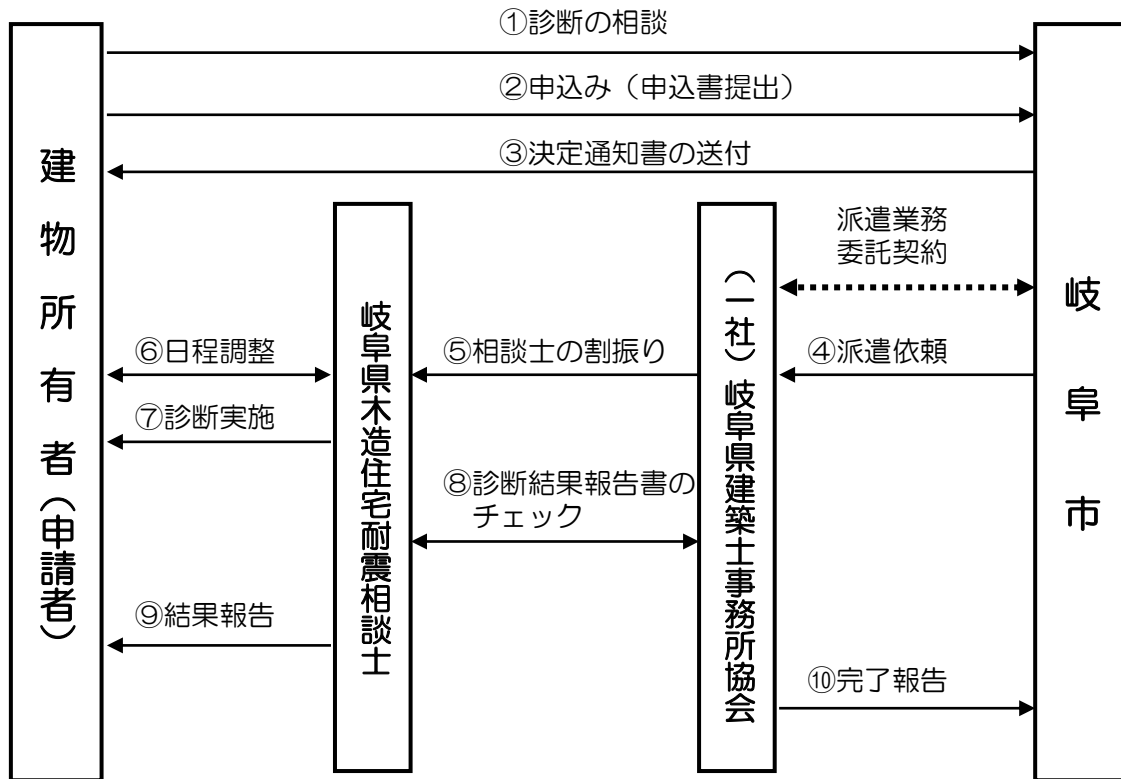 ①診断の相談
②申込み（申込書提出）
③決定通知書の送付
建物所有者（申請者）
岐阜県木造住宅耐震相談士
（一社）岐阜県建築士事務所協会
岐阜市
派遣業務
委託契約
④派遣依頼
⑤相談士の割振り
⑥日程調整
⑦診断実施
⑧診断結果報告書の
チェック
⑨結果報告
⑩完了報告